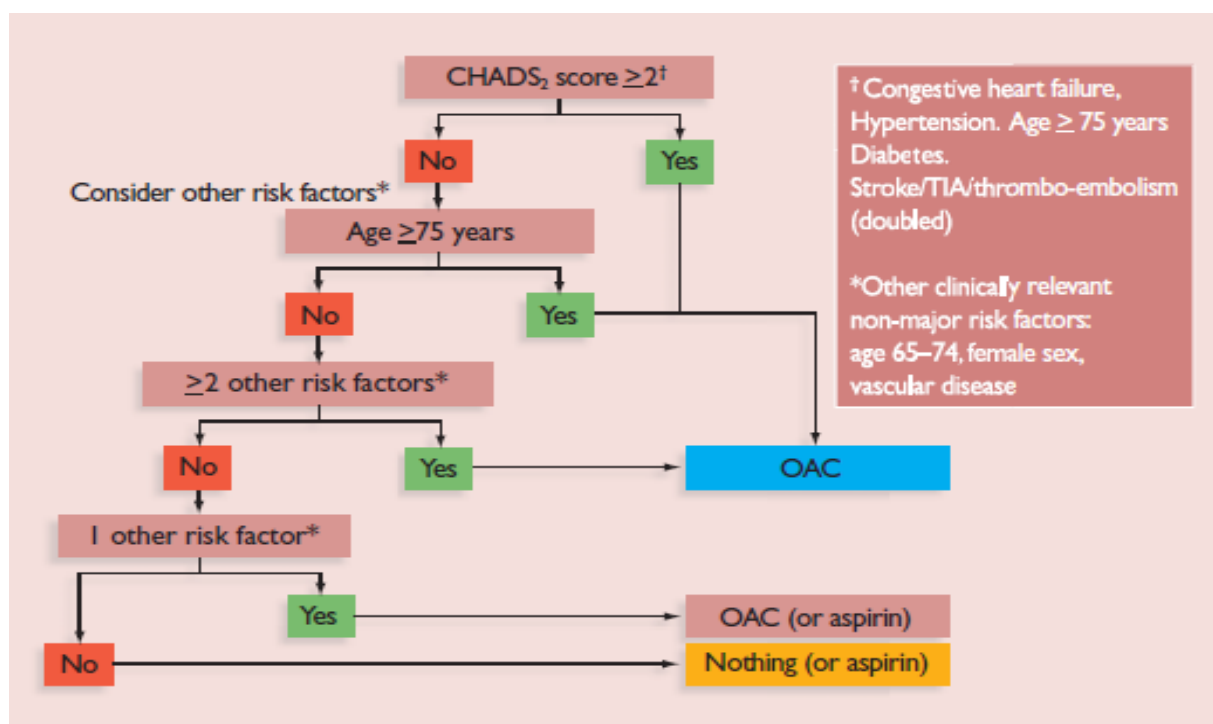 CHADS₂ score ≥2†
No
Yes
Consider other risk factors*
Age ≥75 years
No
Yes
≥2 other risk factors*
No
Yes
OAC
1 other risk factor*
Yes
OAC (or aspirin)
No
Nothing (or aspirin)
† Congestive heart failure,
Hypertension. Age ≥ 75 years
Diabetes.
Stroke/TIA/thrombo-embolism
(doubled)
*Other clinically relevant
non-major risk factors:
age 65–74, female sex,
vascular disease